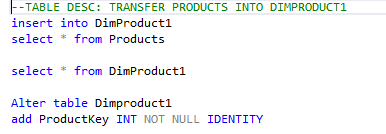 --TABLE DESC: TRANSFER PRODUCTS INTO DIMPRODUCT1
insert into DimProduct1
select * from Products
select * from DimProduct1
Alter table Dimproduct1
add ProductKey INT NOT NULL IDENTITY